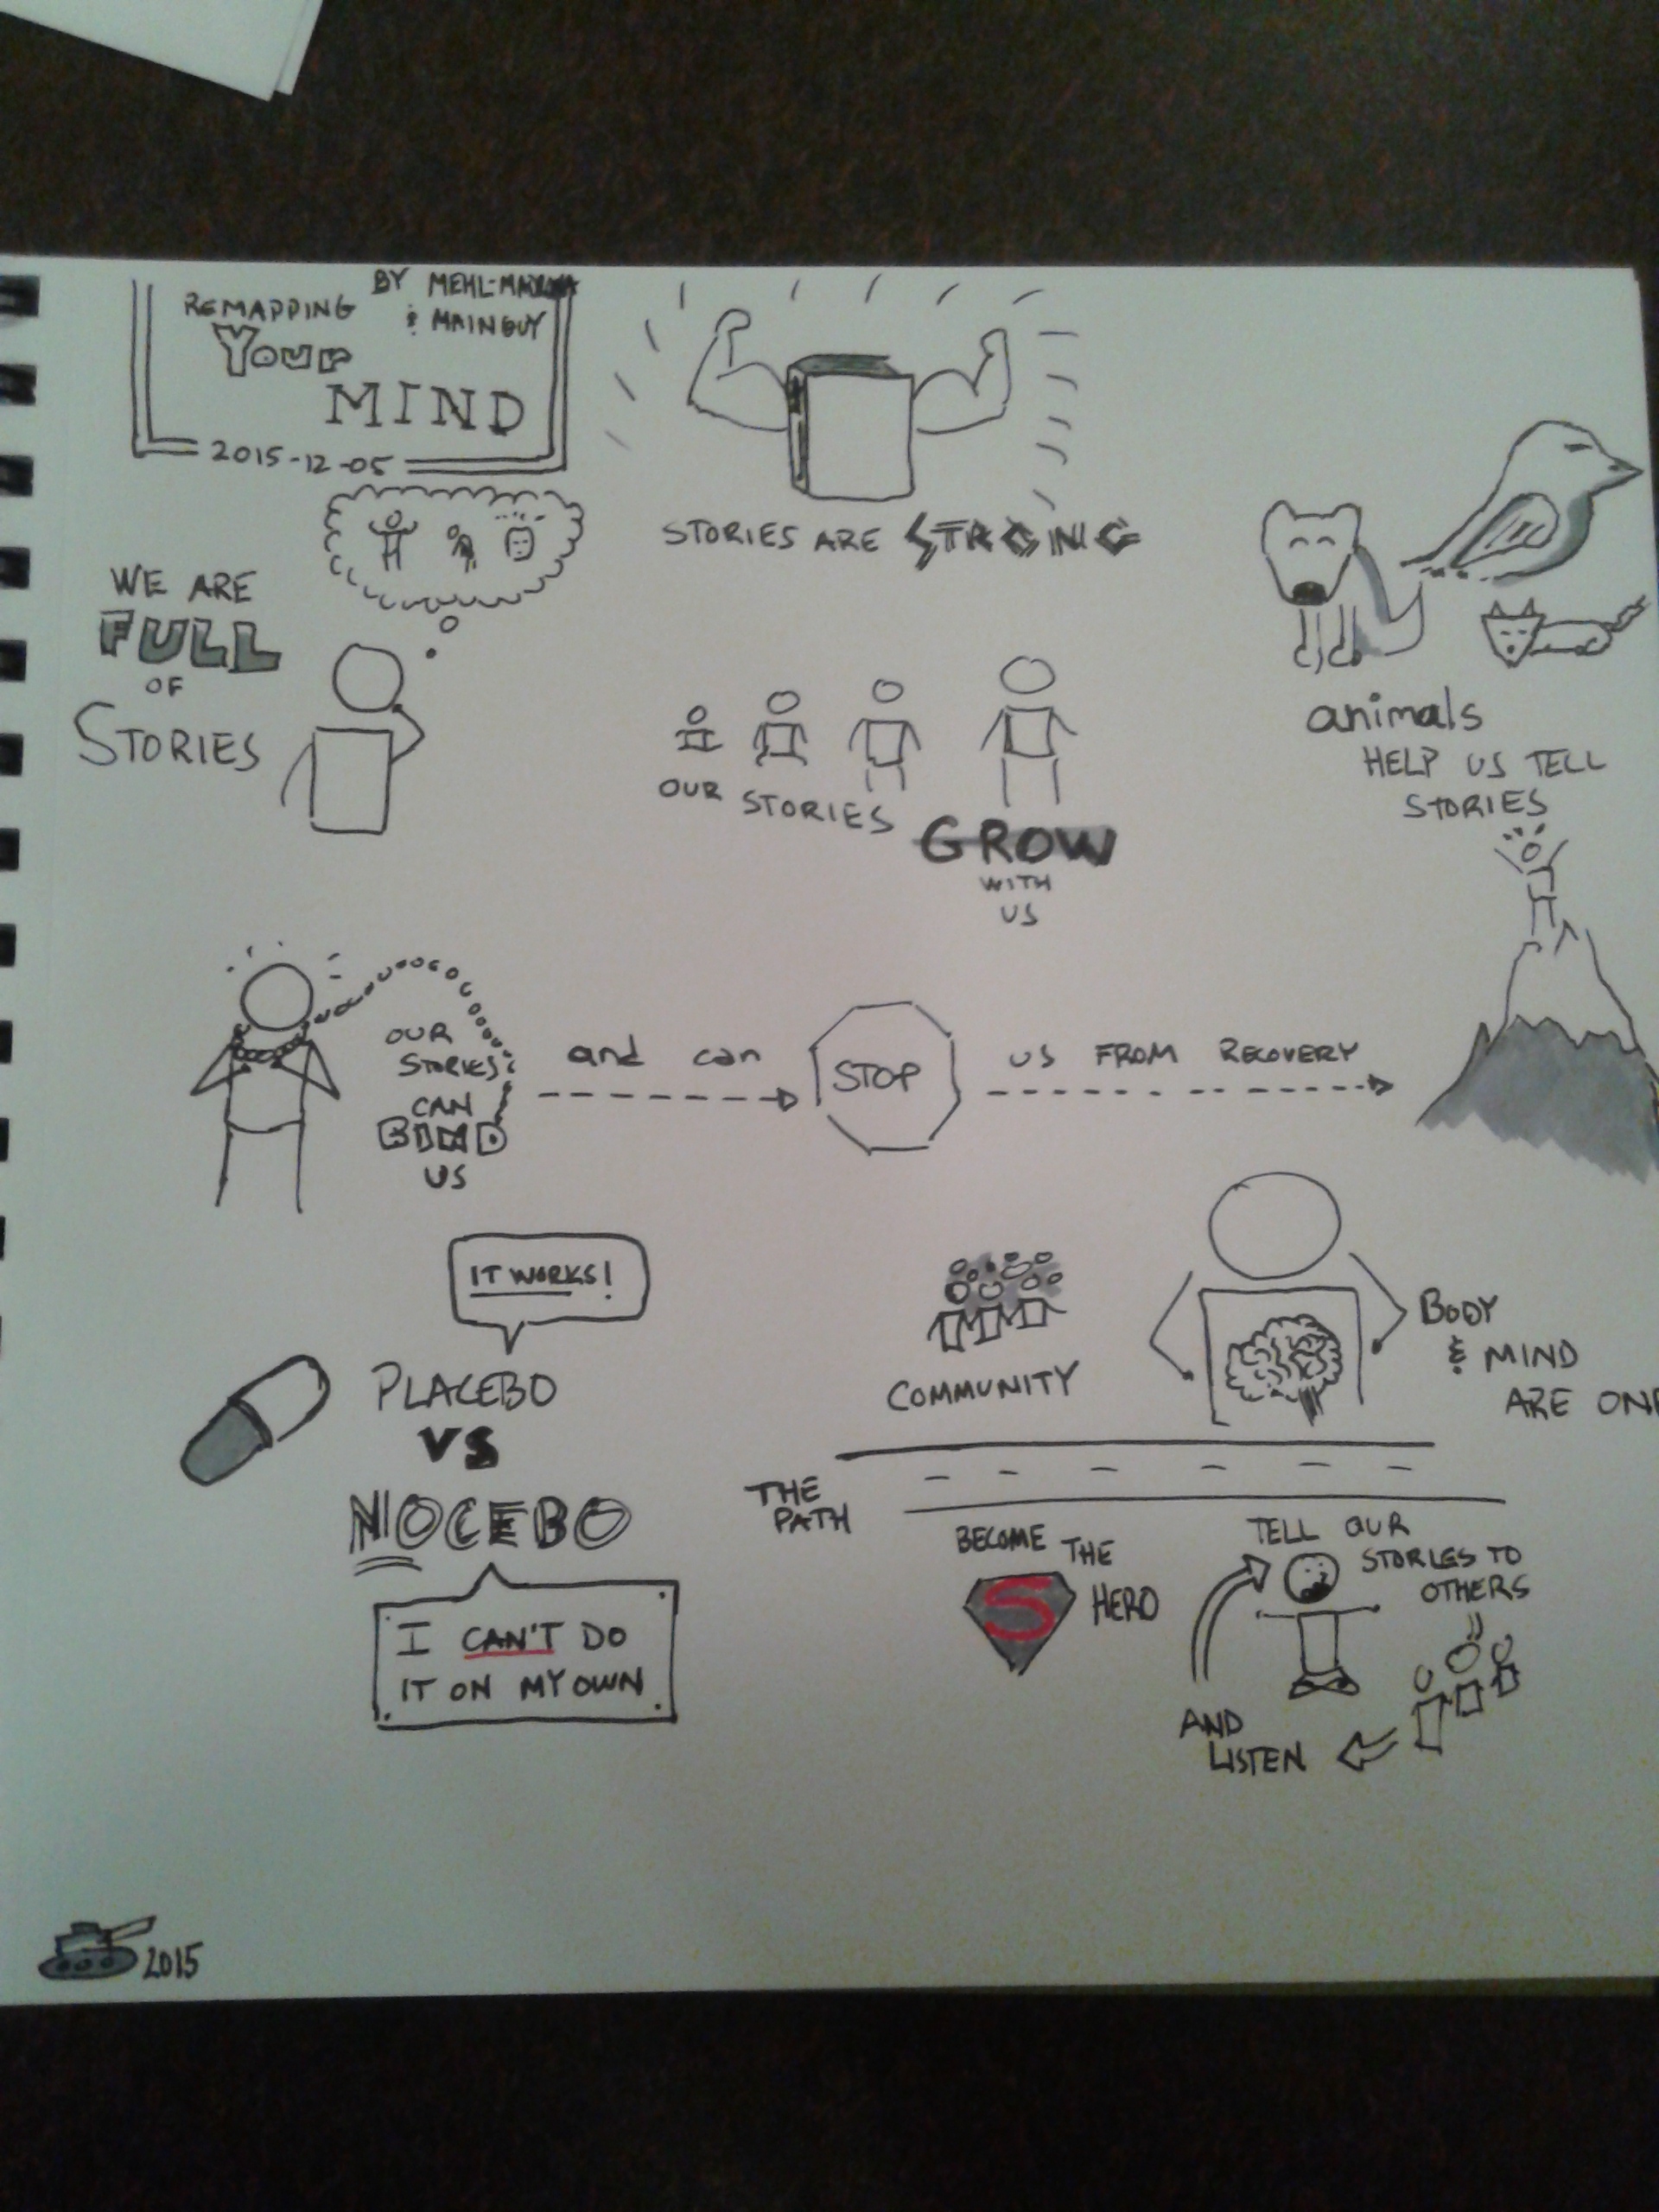 REMAPPING
YOUR
MIND
BY MEHL-
& MAINGUY
2015-12-05
STORIES ARE STRONG
WE ARE
FULL
OF
STORIES
OUR STORIES
GROW
WITH
US
animals
HELP US TELL
STORIES
OUR
STORIES
CAN
BIND
US
and can
STOP
US FROM RECOVERY
IT WORKS!
PLACEBO
VS
NOCEBO
I CAN'T DO
IT ON MY OWN
COMMUNITY
BODY
& MIND
ARE ONE
THE
PATH
BECOME THE
S
HERO
TELL OUR
STORIES TO
OTHERS
AND
LISTEN
2015